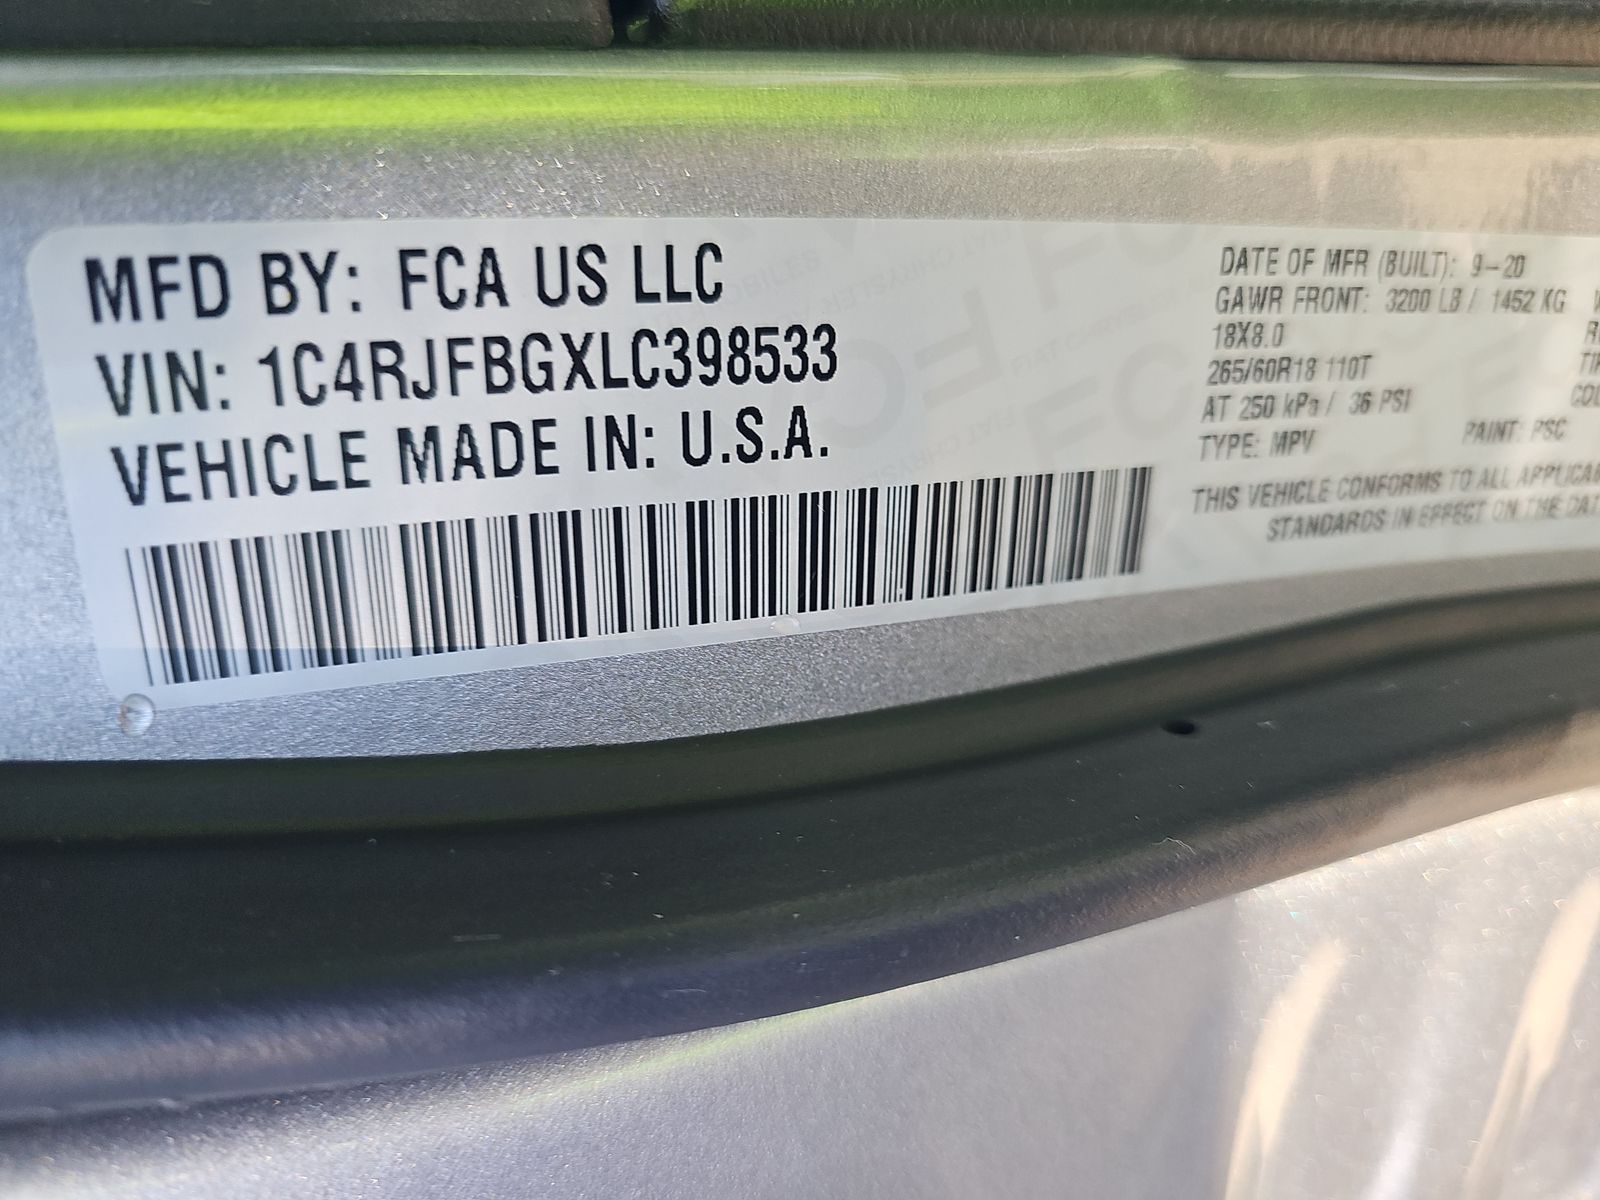 MFD BY: FCA US LLC
VIN: 1C4RJFBGXLC398533
VEHICLE MADE IN: U.S.A.
DATE OF MFR (BUILT): 9-20
GAWR FRONT: 3200 LB / 1452 KG
18X8.0
265/60R18 110T
AT 250 kPa / 36 PSI
TYPE: MPV PAINT: PSC
THIS VEHICLE CONFORMS TO ALL APPLICA
STANDARDS IN EFFECT ON THE DAT